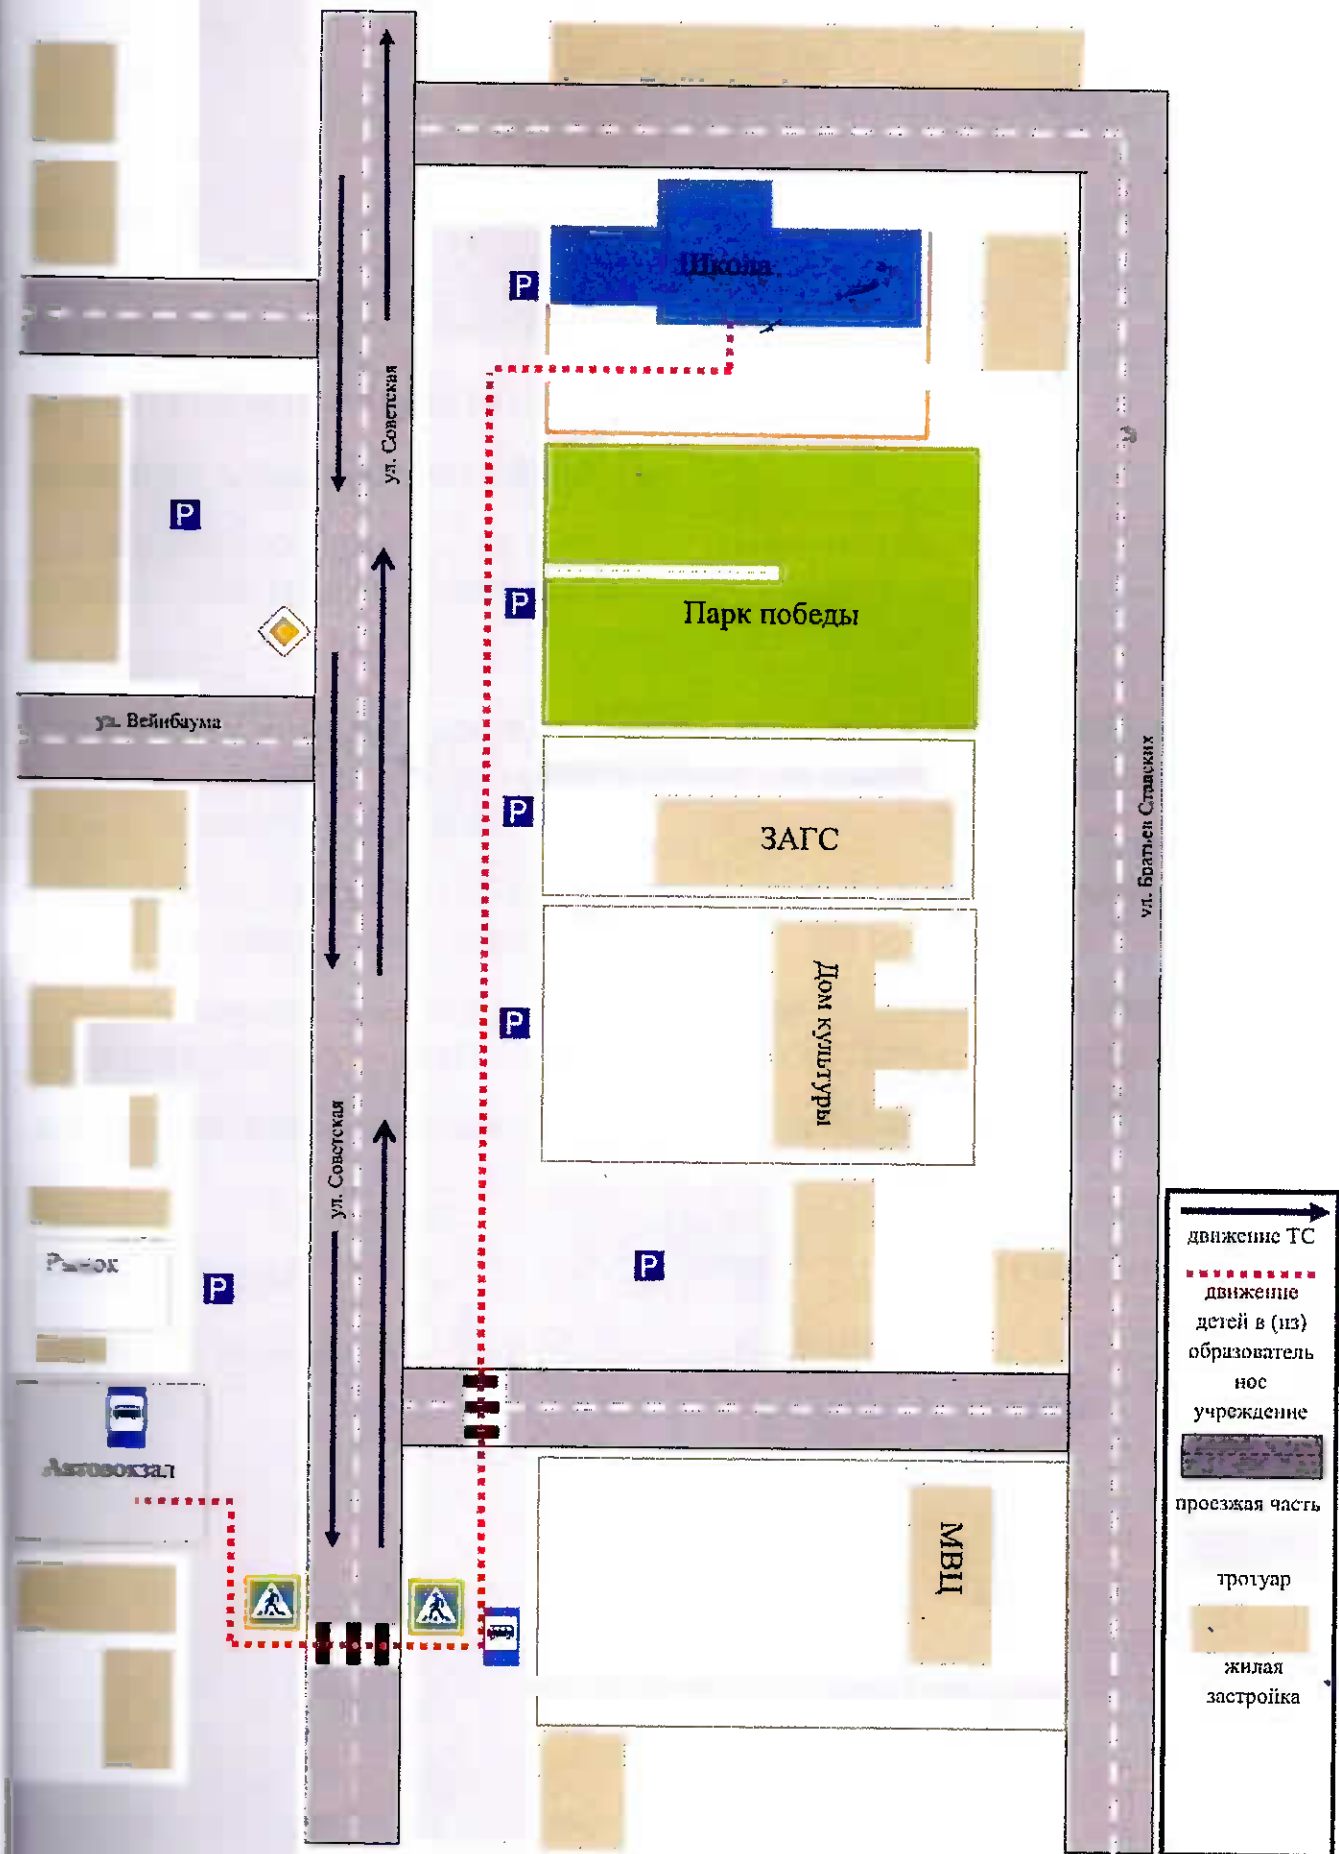 Школа
P
ул. Советская
P
P
Парк победы
ул. Вейнбаума
P
ЗАГС
ул. Братьев Ставских
P
Дом культуры
ул. Советская
P
P
Автовокзал
МВЦ
движение ТС
движение
детей в (из)
образователь
ное
учреждение
проезжая часть
тротуар
жилая
застройка